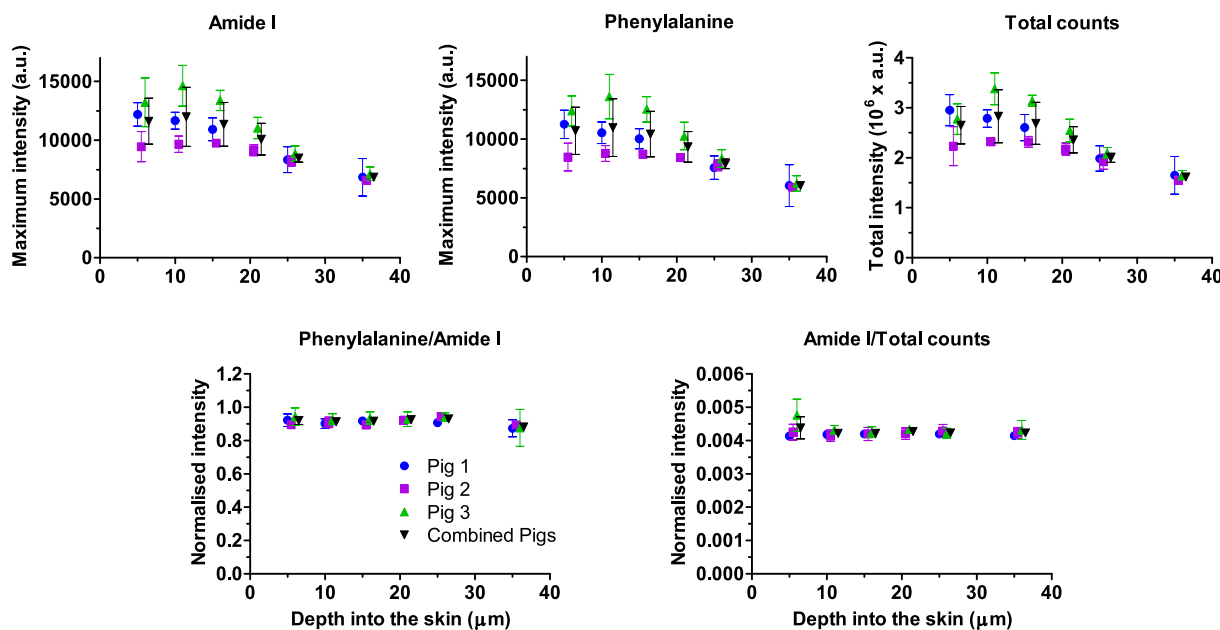 Amide I
Maximum intensity (a.u.)
15000
10000
5000
0
0 10 20 30 40
Phenylalanine
Maximum intensity (a.u.)
15000
10000
5000
0
0 10 20 30 40
Total counts
Total intensity (10⁶ x a.u.)
4
3
2
1
0
0 10 20 30 40
Phenylalanine/Amide I
Normalised intensity
1.2
1.0
0.8
0.6
0.4
0.2
0.0
Pig 1
Pig 2
Pig 3
Combined Pigs
0 10 20 30 40
Depth into the skin (μm)
Amide I/Total counts
Normalised intensity
0.006
0.005
0.004
0.003
0.002
0.001
0.000
0 10 20 30 40
Depth into the skin (μm)